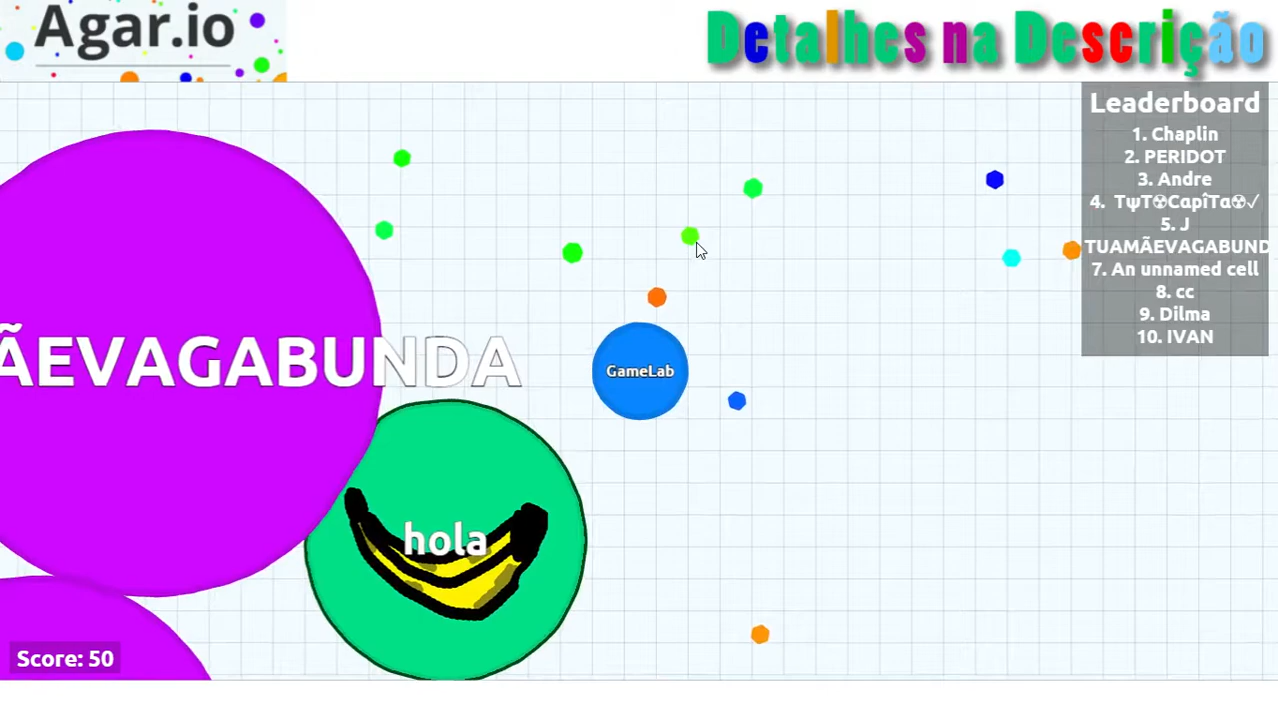 Agar.io
Detalhes na Descrição
Leaderboard
1. Chaplin
2. PERIDOT
3. Andre
4. TψT☢CαpîTα☢√
5. J
TUAMÃEVAGABUND
7. An unnamed cell
8. cc
9. Dilma
10. IVAN
ÃEVAGABUNDA
GameLab
hola
Score: 50